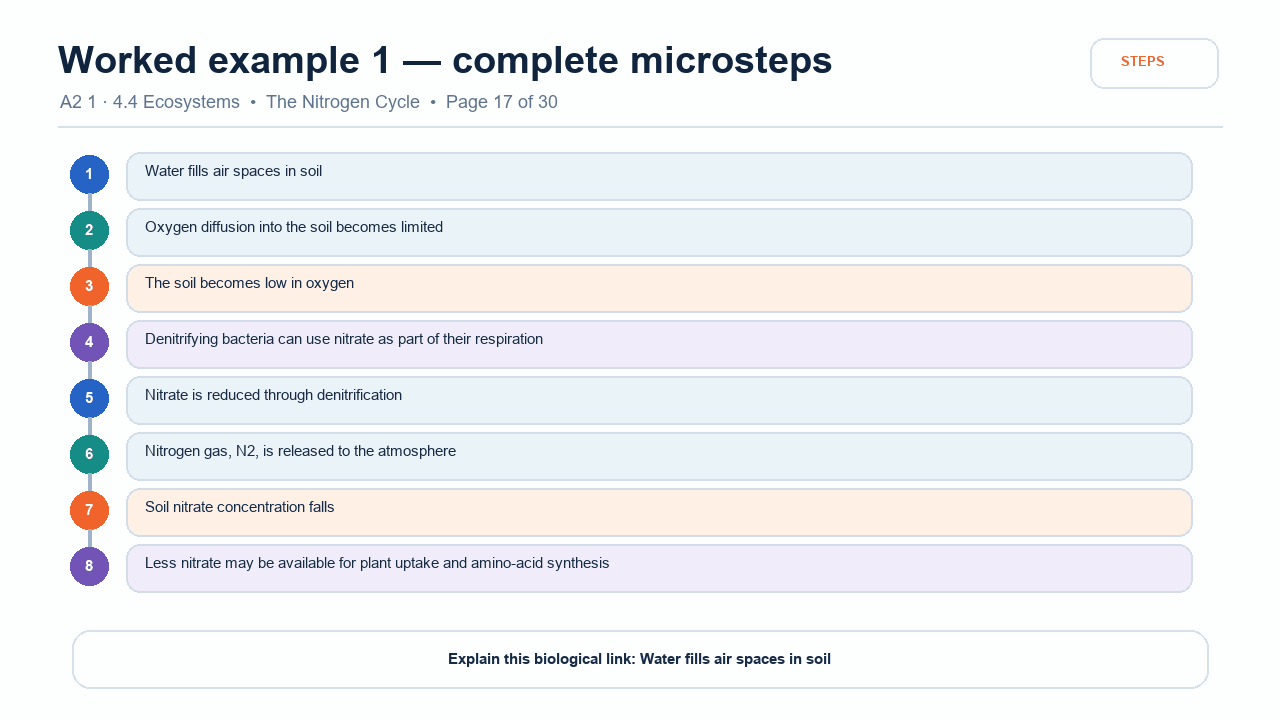 Worked example 1 — complete microsteps
STEPS
A2 1 · 4.4 Ecosystems • The Nitrogen Cycle • Page 17 of 30
1 Water fills air spaces in soil
2 Oxygen diffusion into the soil becomes limited
3 The soil becomes low in oxygen
4 Denitrifying bacteria can use nitrate as part of their respiration
5 Nitrate is reduced through denitrification
6 Nitrogen gas, N2, is released to the atmosphere
7 Soil nitrate concentration falls
8 Less nitrate may be available for plant uptake and amino-acid synthesis
Explain this biological link: Water fills air spaces in soil